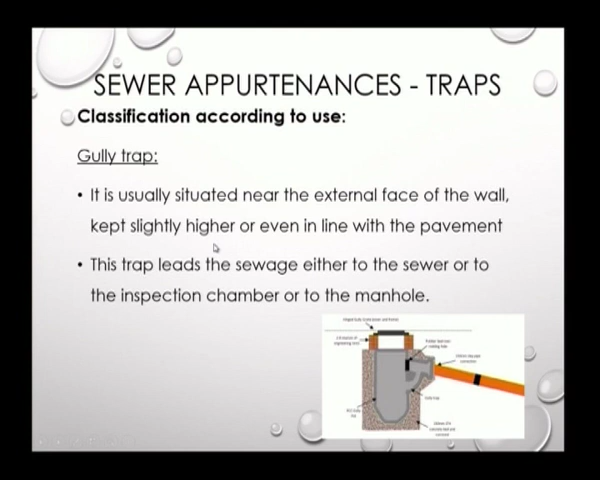 SEWER APPURTENANCES - TRAPS
Classification according to use:
Gully trap:
• It is usually situated near the external face of the wall,
kept slightly higher or even in line with the pavement
• This trap leads the sewage either to the sewer or to
the inspection chamber or to the manhole.